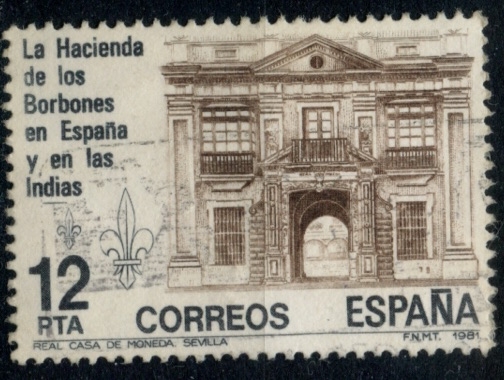 La Hacienda
de los
Borbones
en España
y en las
Indias
12
PTA
CORREOS ESPAÑA
REAL CASA DE MONEDA. SEVILLA F.N.M.T. 1981